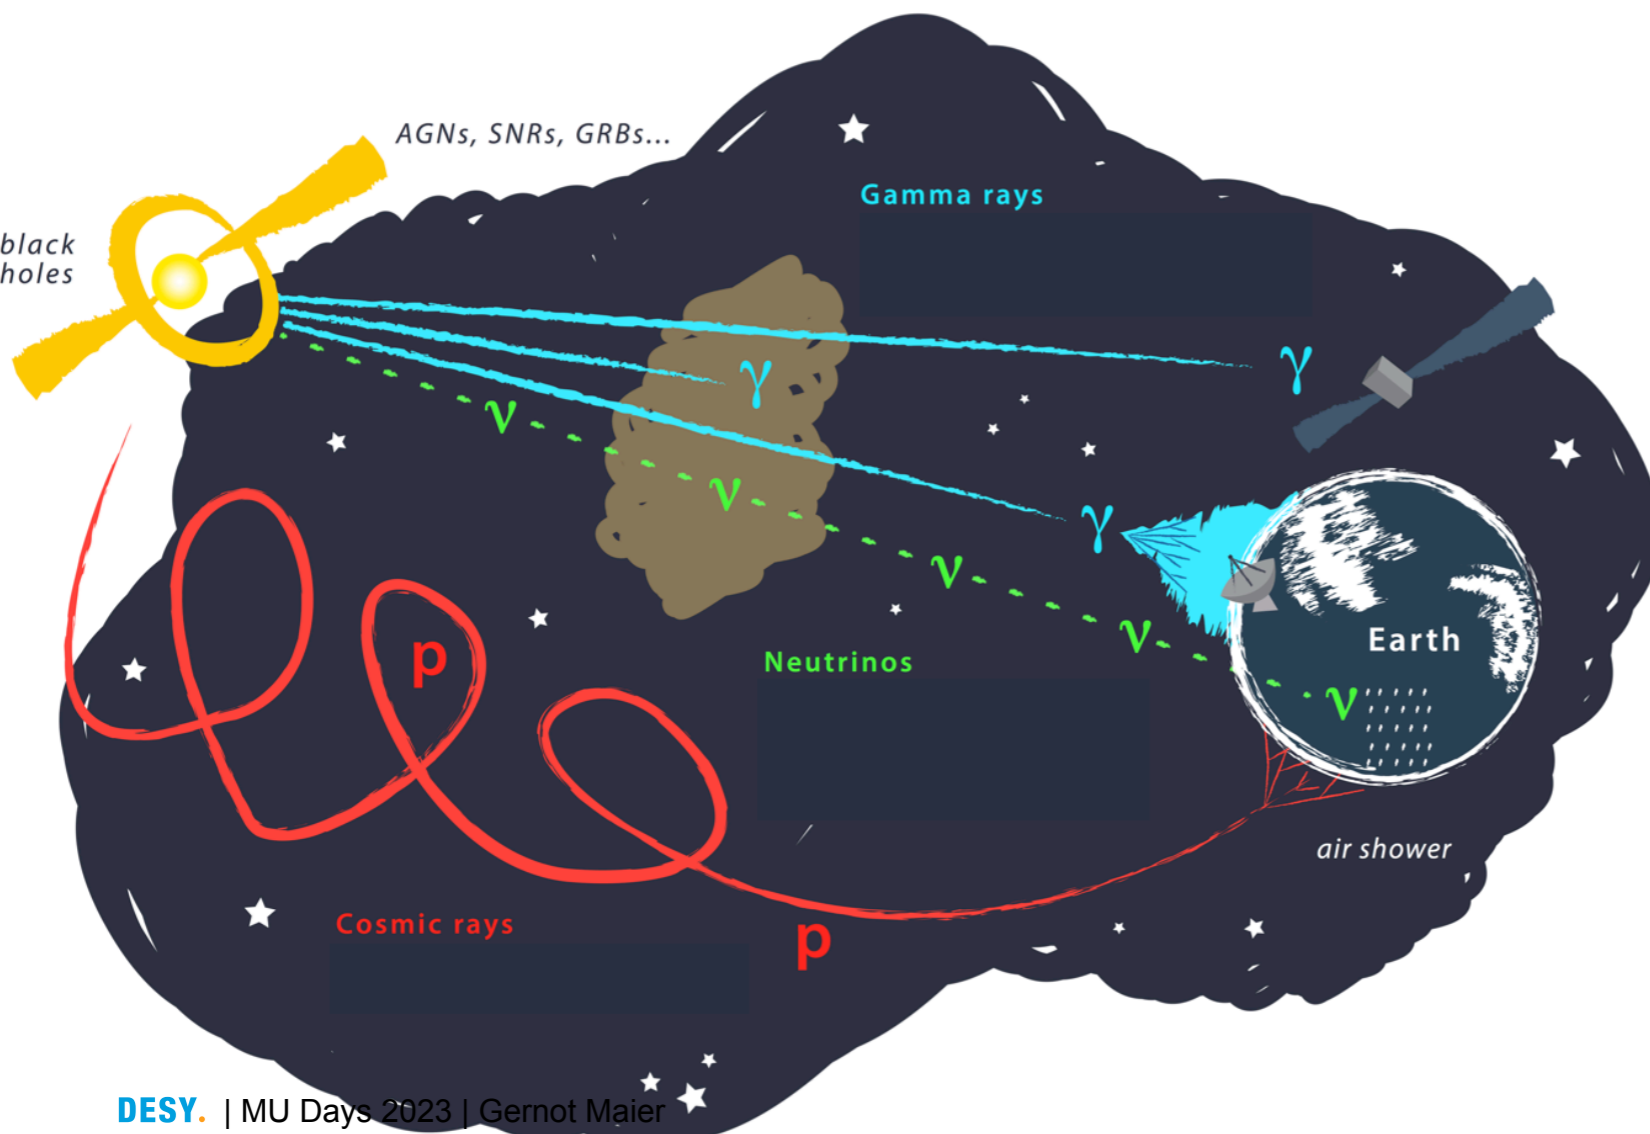 AGNs, SNRs, GRBs...
Gamma rays
black
holes
γ
γ
ν
ν
γ
ν
ν
Earth
p
Neutrinos
ν
air shower
Cosmic rays
p
DESY. | MU Days 2023 | Gernot Maier